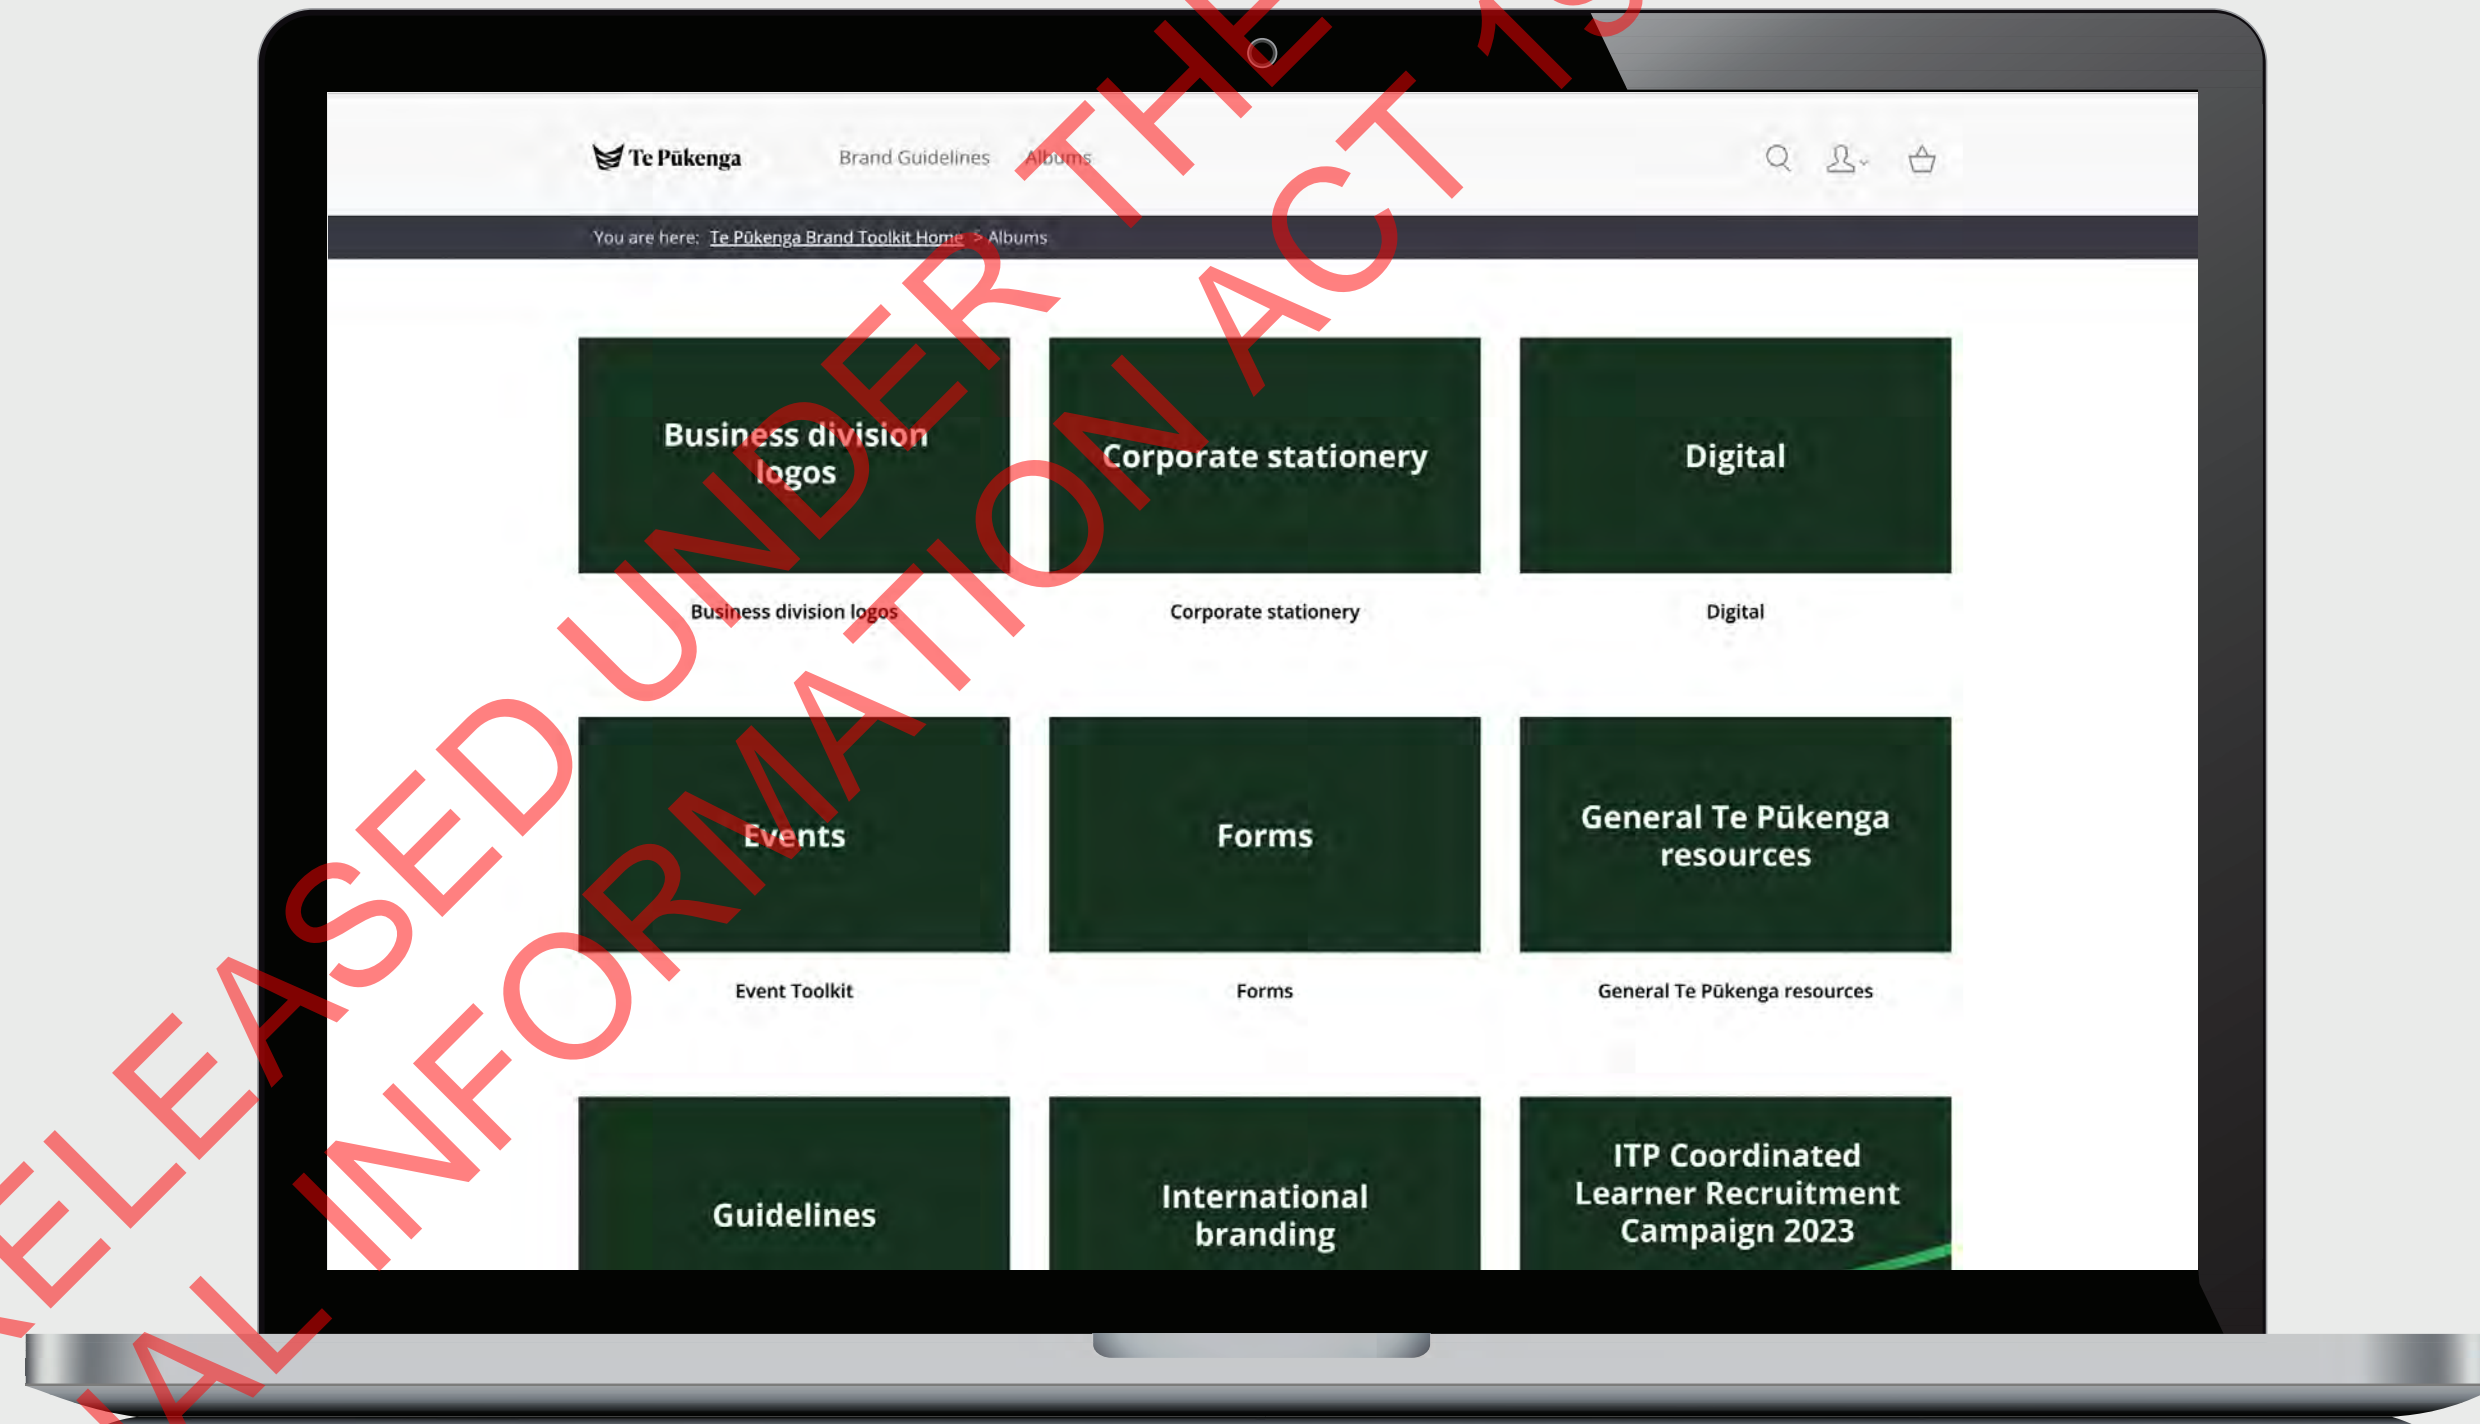 Te Pūkenga
Brand Guidelines
Albums
You are here: Te Pūkenga Brand Toolkit Home > Albums
Business division
logos
Corporate stationery
Digital
Business division logos
Corporate stationery
Digital
Events
Forms
General Te Pūkenga
resources
Event Toolkit
Forms
General Te Pūkenga resources
Guidelines
International
branding
ITP Coordinated
Learner Recruitment
Campaign 2023
RELEASED UNDER THE
INFORMATION ACT